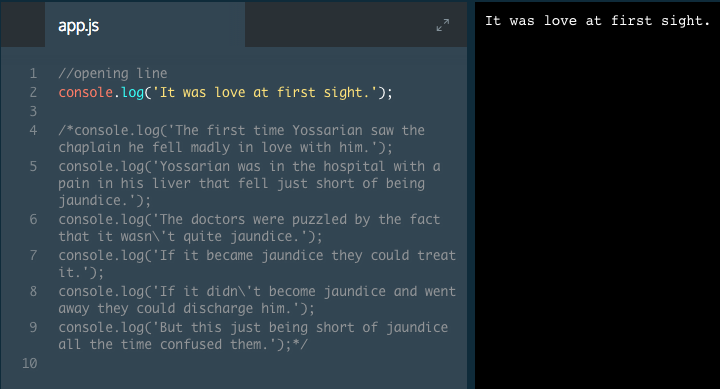 app.js
1 //opening line
2 console.log('It was love at first sight.');
3
4 /*console.log('The first time Yossarian saw the
chaplain he fell madly in love with him.');
5 console.log('Yossarian was in the hospital with a
pain in his liver that fell just short of being
jaundice.');
6 console.log('The doctors were puzzled by the fact
that it wasn\'t quite jaundice.');
7 console.log('If it became jaundice they could treat
it.');
8 console.log('If it didn\'t become jaundice and went
away they could discharge him.');
9 console.log('But this just being short of jaundice
all the time confused them.');*/
10
It was love at first sight.